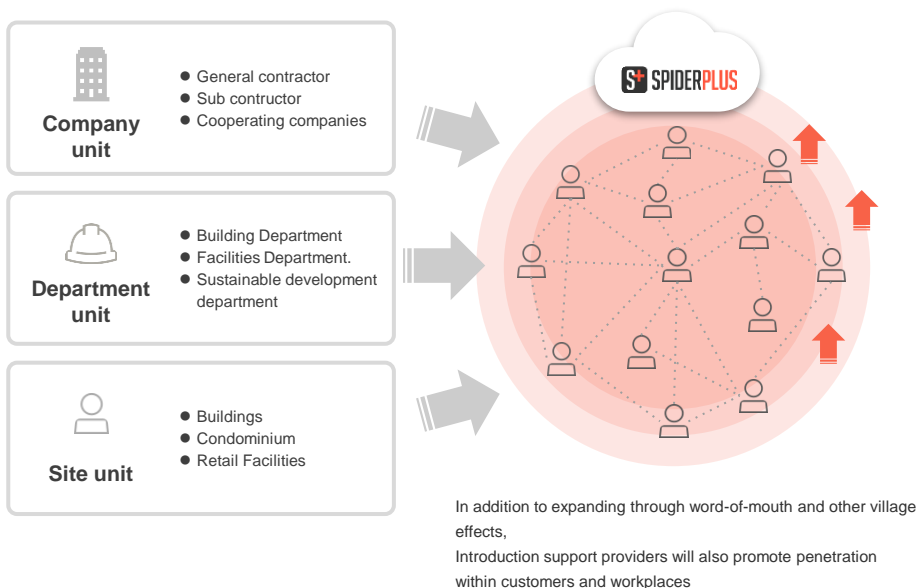 Company
unit
● General contractor
● Sub contructor
● Cooperating companies
Department
unit
● Building Department
● Facilities Department.
● Sustainable development
department
Site unit
● Buildings
● Condominium
● Retail Facilities
S+ SPIDERPLUS
In addition to expanding through word-of-mouth and other village
effects,
Introduction support providers will also promote penetration
within customers and workplaces